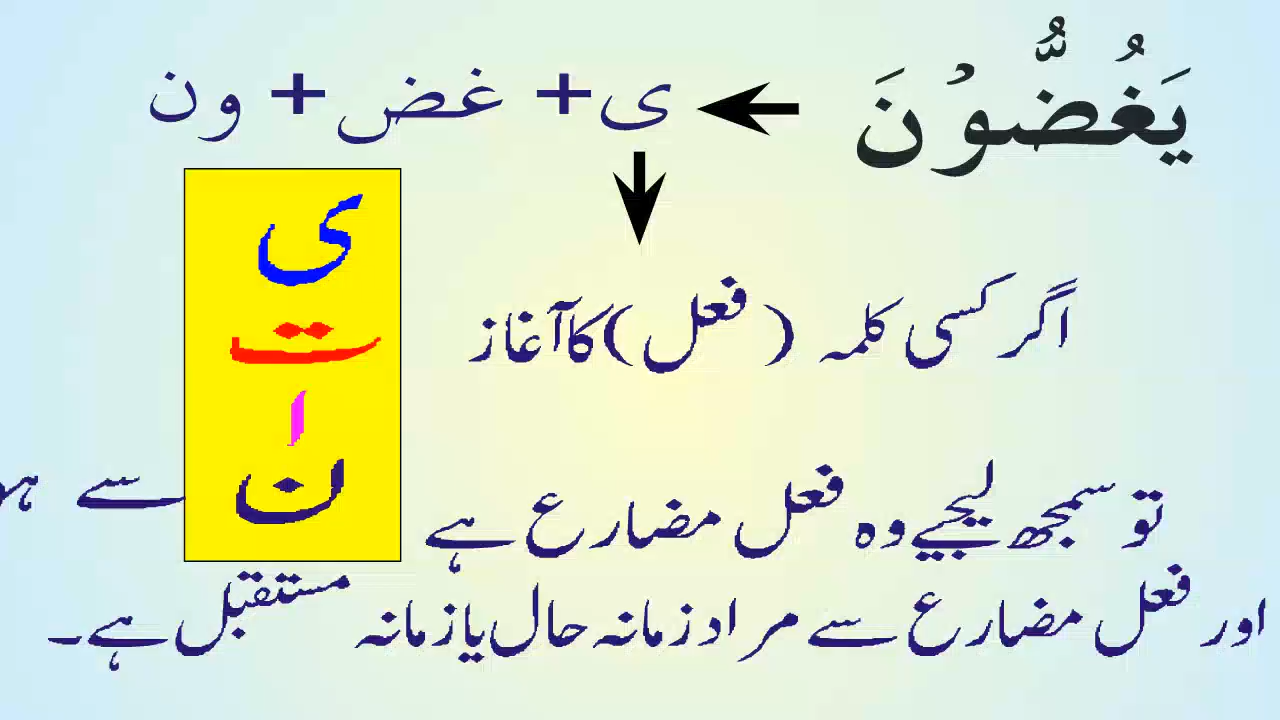 يَغُضُّوْنَ ی + غض + ون
اگر کسی کلمہ (فعل) کا آغاز
ی
ت
ا
ن
سے ہو
تو سمجھ لیجیے وہ فعل مضارع ہے
اور فعل مضارع سے مراد زمانہ حال یا زمانہ مستقبل ہے۔